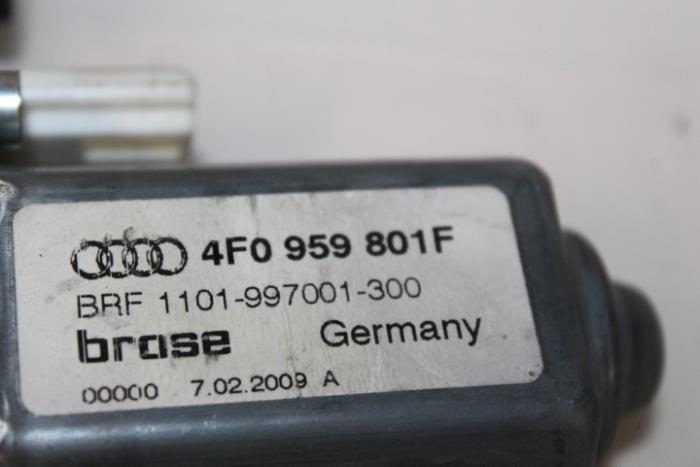 4F0 959 801F
BRF 1101-997001-300
brose Germany
00000 7.02.2009 A